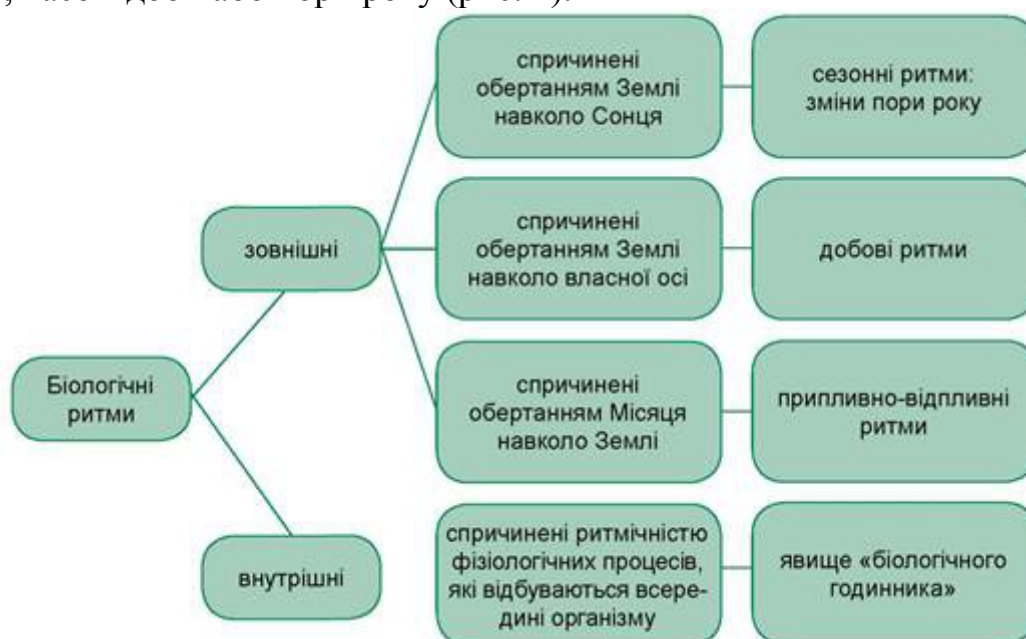 спричинені
обертанням Землі
навколо Сонця
сезонні ритми:
зміни пори року
зовнішні
спричинені
обертанням Землі
навколо власної осі
добові ритми
Біологічні
ритми
спричинені
обертанням Місяця
навколо Землі
припливно-відпливні
ритми
внутрішні
спричинені ритмічністю
фізіологічних процесів,
які відбуваються всере-
дині організму
явище «біологічного
годинника»